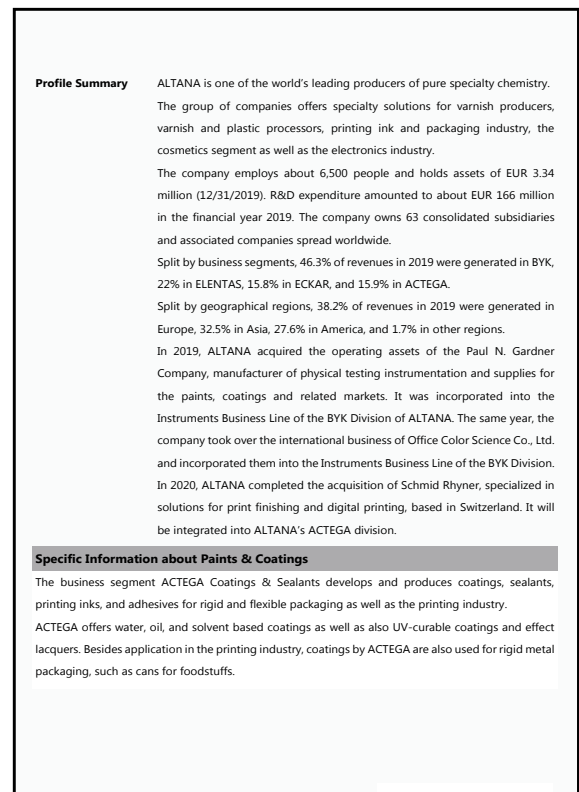 Profile Summary ALTANA is one of the world's leading producers of pure specialty chemistry.
The group of companies offers specialty solutions for varnish producers,
varnish and plastic processors, printing ink and packaging industry, the
cosmetics segment as well as the electronics industry.
The company employs about 6,500 people and holds assets of EUR 3.34
million (12/31/2019). R&D expenditure amounted to about EUR 166 million
in the financial year 2019. The company owns 63 consolidated subsidiaries
and associated companies spread worldwide.
Split by business segments, 46.3% of revenues in 2019 were generated in BYK,
22% in ELENTAS, 15.8% in ECKAR, and 15.9% in ACTEGA.
Split by geographical regions, 38.2% of revenues in 2019 were generated in
Europe, 32.5% in Asia, 27.6% in America, and 1.7% in other regions.
In 2019, ALTANA acquired the operating assets of the Paul N. Gardner
Company, manufacturer of physical testing instrumentation and supplies for
the paints, coatings and related markets. It was incorporated into the
Instruments Business Line of the BYK Division of ALTANA. The same year, the
company took over the international business of Office Color Science Co., Ltd.
and incorporated them into the Instruments Business Line of the BYK Division.
In 2020, ALTANA completed the acquisition of Schmid Rhyner, specialized in
solutions for print finishing and digital printing, based in Switzerland. It will
be integrated into ALTANA's ACTEGA division.
Specific Information about Paints & Coatings
The business segment ACTEGA Coatings & Sealants develops and produces coatings, sealants,
printing inks, and adhesives for rigid and flexible packaging as well as the printing industry.
ACTEGA offers water, oil, and solvent based coatings as well as also UV-curable coatings and effect
lacquers. Besides application in the printing industry, coatings by ACTEGA are also used for rigid metal
packaging, such as cans for foodstuffs.